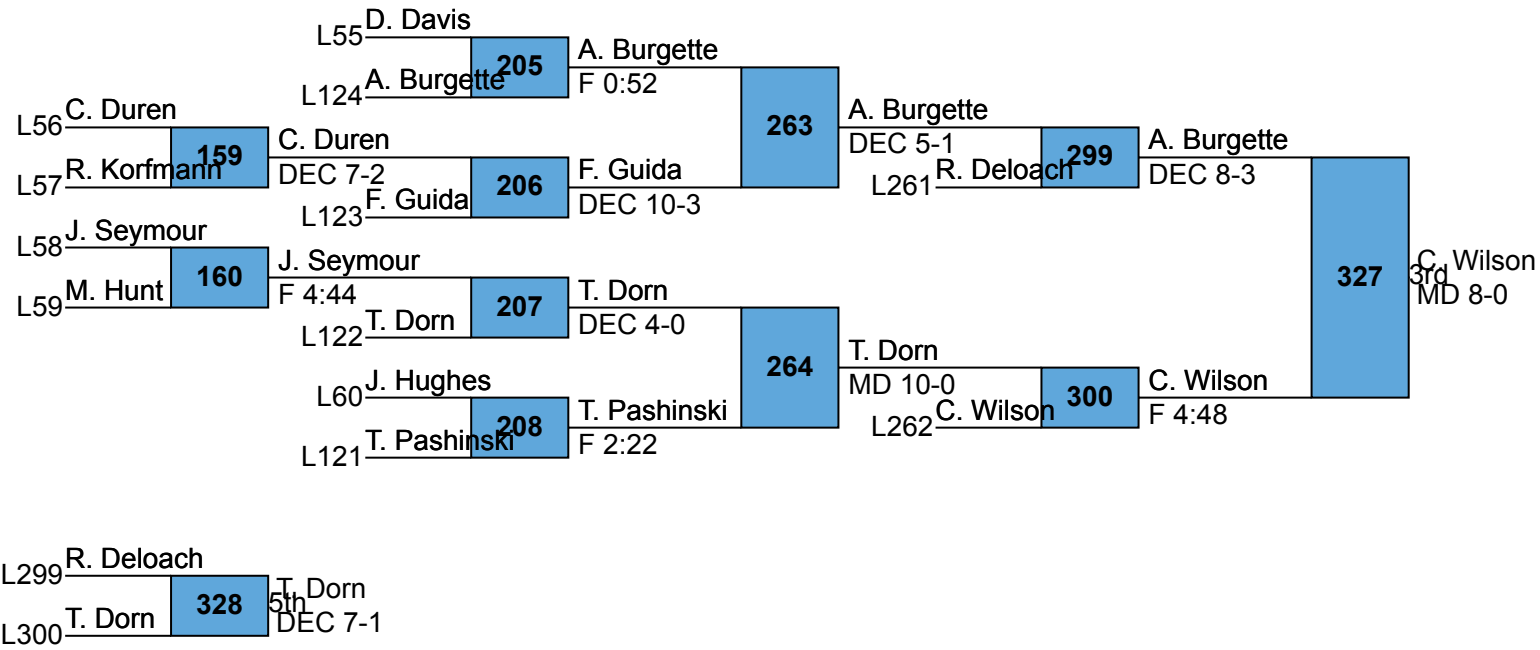 D. Davis
L55
205
A. Burgette
F 0:52
A. Burgette
L124
C. Duren
L56
159
C. Duren
DEC 7-2
R. Korfmann
L57
206
F. Guida
DEC 10-3
F. Guida
L123
263
A. Burgette
DEC 5-1
R. Deloach
L261
299
A. Burgette
DEC 8-3
J. Seymour
L58
160
J. Seymour
F 4:44
M. Hunt
L59
207
T. Dorn
DEC 4-0
T. Dorn
L122
J. Hughes
L60
208
T. Pashinski
F 2:22
T. Pashinski
L121
264
T. Dorn
MD 10-0
C. Wilson
L262
300
C. Wilson
F 4:48
327
C. Wilson
3rd
MD 8-0
R. Deloach
L299
328
T. Dorn
5th
DEC 7-1
T. Dorn
L300